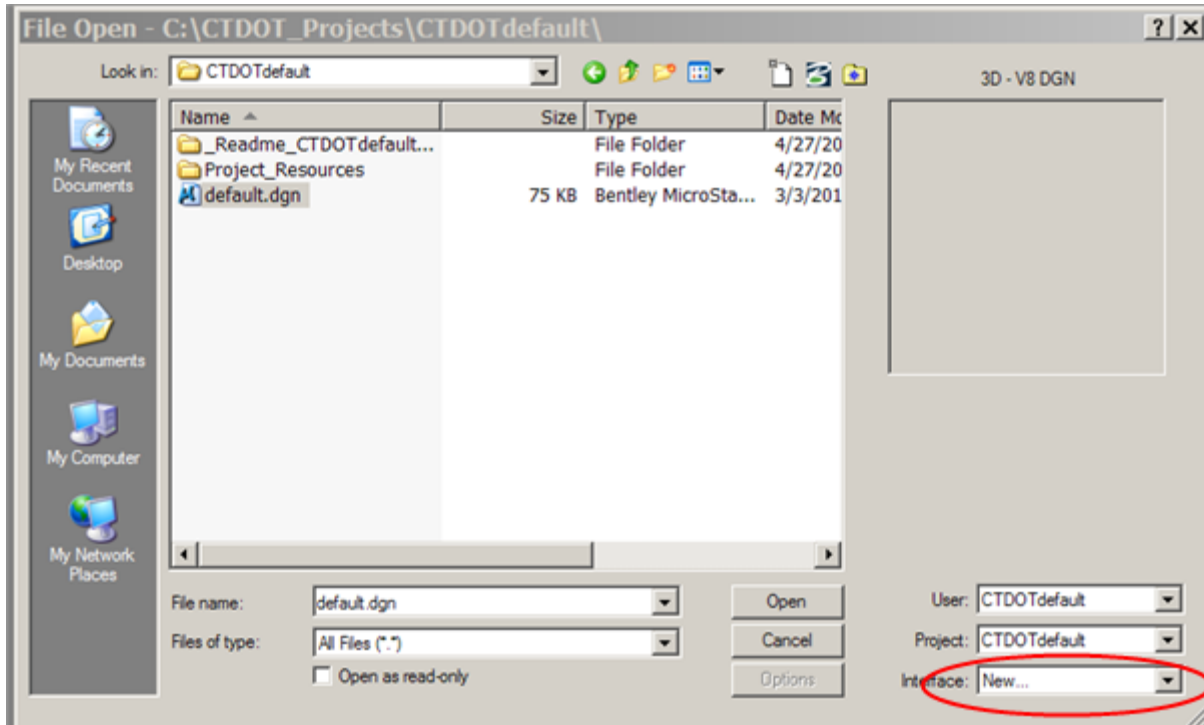 File Open - C:\CTDOT_Projects\CTDOTdefault\
Look in: CTDOTdefault
3D - V8 DGN
Name Size Type Date Mo
_Readme_CTDOTdefault... File Folder 4/27/20
Project_Resources File Folder 4/27/20
default.dgn 75 KB Bentley MicroSta... 3/3/201
My Recent
Documents
Desktop
My Documents
My Computer
My Network
Places
File name: default.dgn Open
Files of type: All Files (*.*) Cancel
Open as read-only Options
User: CTDOTdefault
Project: CTDOTdefault
Interface: New...